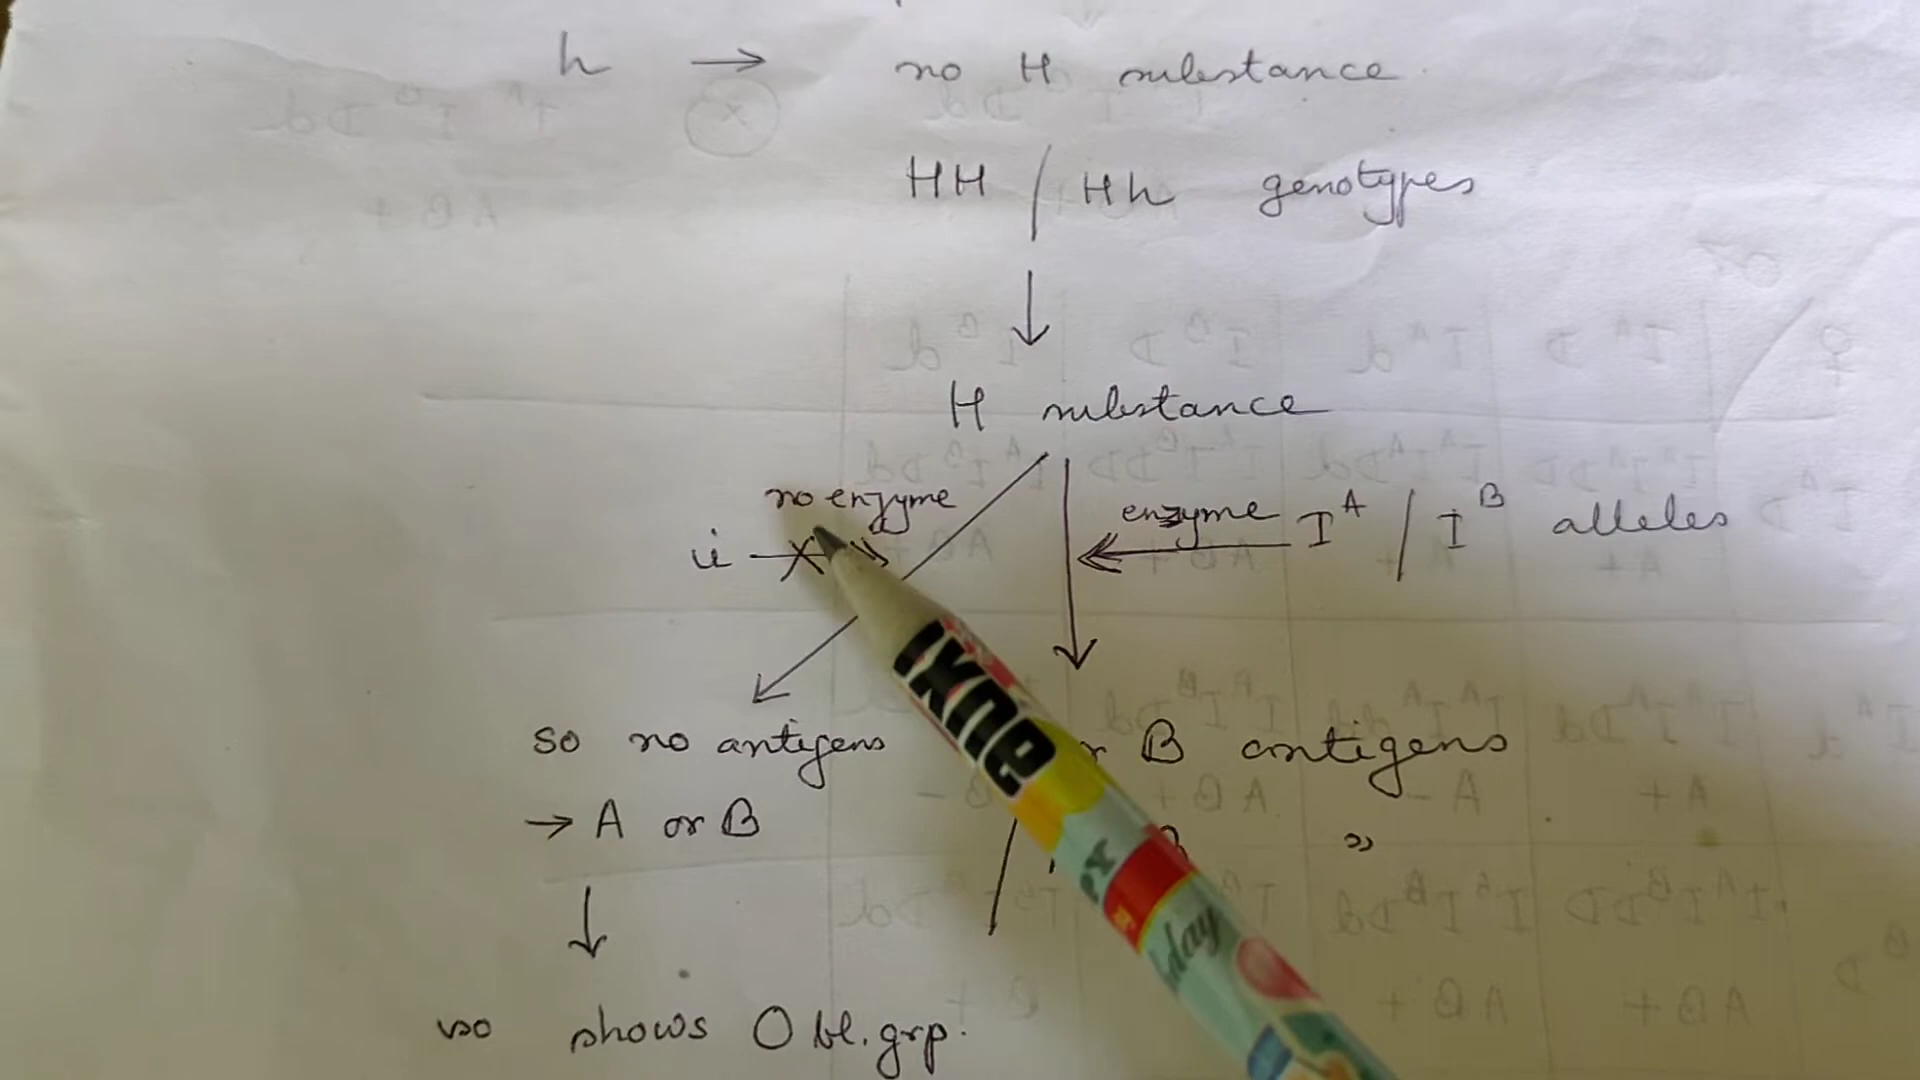 h → no H substance
HH / Hh genotypes
↓
H substance
no enzyme
enzyme
ii
I^A / I^B alleles
so no antigens
B antigens
→ A or B
B "
↓
so shows O bl. grp.